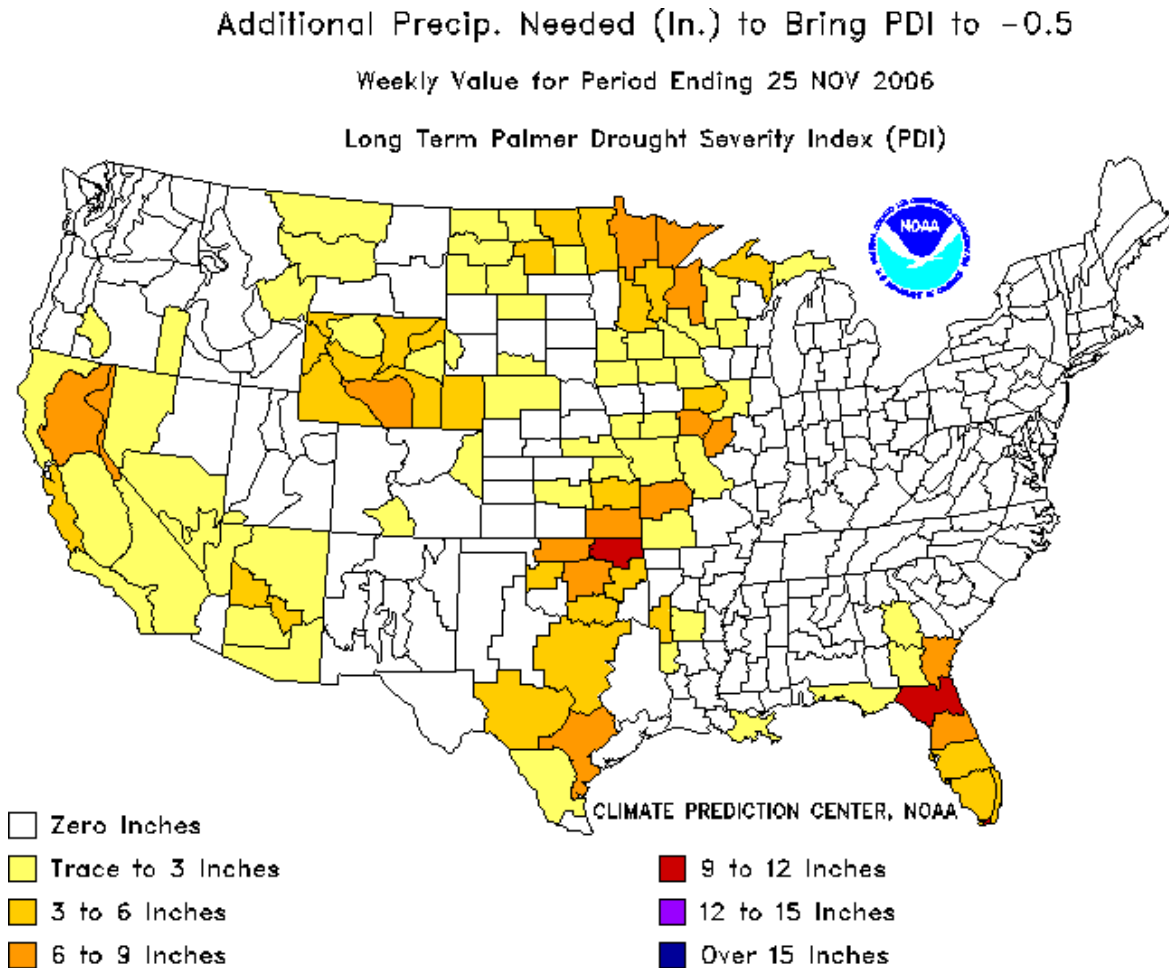 Additional Precip. Needed (In.) to Bring PDI to -0.5
Weekly Value for Period Ending 25 NOV 2006
Long Term Palmer Drought Severity Index (PDI)
NOAA
CLIMATE PREDICTION CENTER, NOAA
Zero Inches
Trace to 3 Inches
3 to 6 Inches
6 to 9 Inches
9 to 12 Inches
12 to 15 Inches
Over 15 Inches